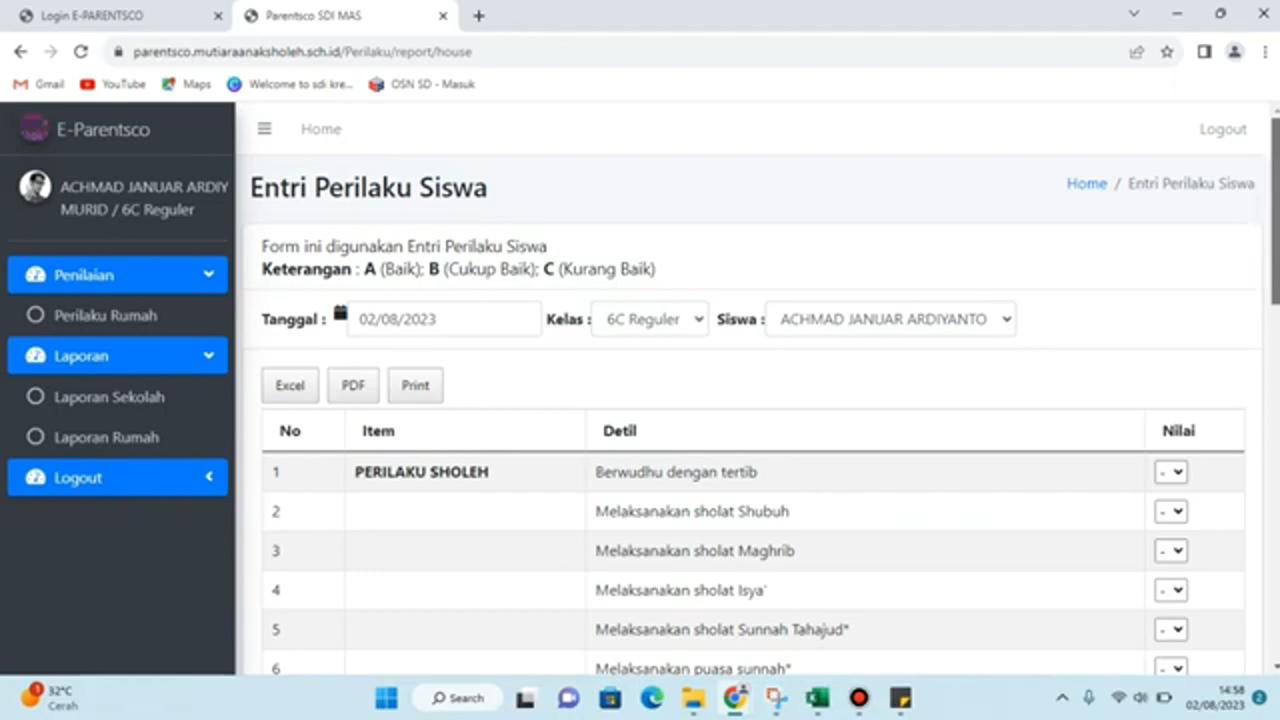 Login E-PARENTSCO
Parentsco SDI MAS
parentsco.mutiaraanaksholeh.sch.id/Perilaku/report/house
Gmail YouTube Maps Welcome to sdi kre... OSN SD - Masuk
E-Parentsco
Home
Logout
ACHMAD JANUAR ARDIY
MURID / 6C Reguler
Entri Perilaku Siswa
Home / Entri Perilaku Siswa
Penilaian
Perilaku Rumah
Laporan
Laporan Sekolah
Laporan Rumah
Logout
Form ini digunakan Entri Perilaku Siswa
Keterangan : A (Baik); B (Cukup Baik); C (Kurang Baik)
Tanggal : 02/08/2023 Kelas : 6C Reguler Siswa : ACHMAD JANUAR ARDIYANTO
Excel PDF Print
No Item Detil Nilai
1 PERILAKU SHOLEH Berwudhu dengan tertib -
2 Melaksanakan sholat Shubuh -
3 Melaksanakan sholat Maghrib -
4 Melaksanakan sholat Isya' -
5 Melaksanakan sholat Sunnah Tahajud* -
6 Melaksanakan puasa sunnah* -
1
32°C
Cerah
Search
14:58
02/08/2023
2